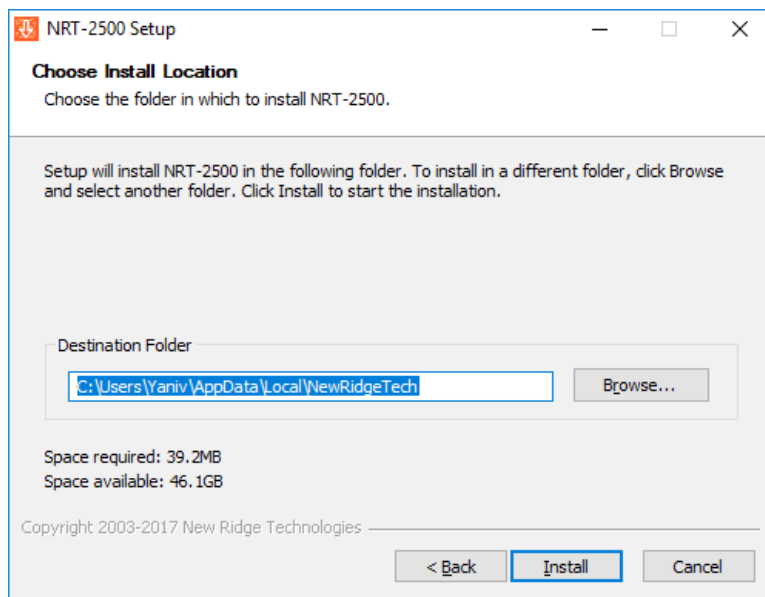 NRT-2500 Setup
Choose Install Location
Choose the folder in which to install NRT-2500.
Setup will install NRT-2500 in the following folder. To install in a different folder, click Browse
and select another folder. Click Install to start the installation.
Destination Folder
C:\Users\Yaniv\AppData\Local\NewRidgeTech
Browse...
Space required: 39.2MB
Space available: 46.1GB
Copyright 2003-2017 New Ridge Technologies
< Back Install Cancel